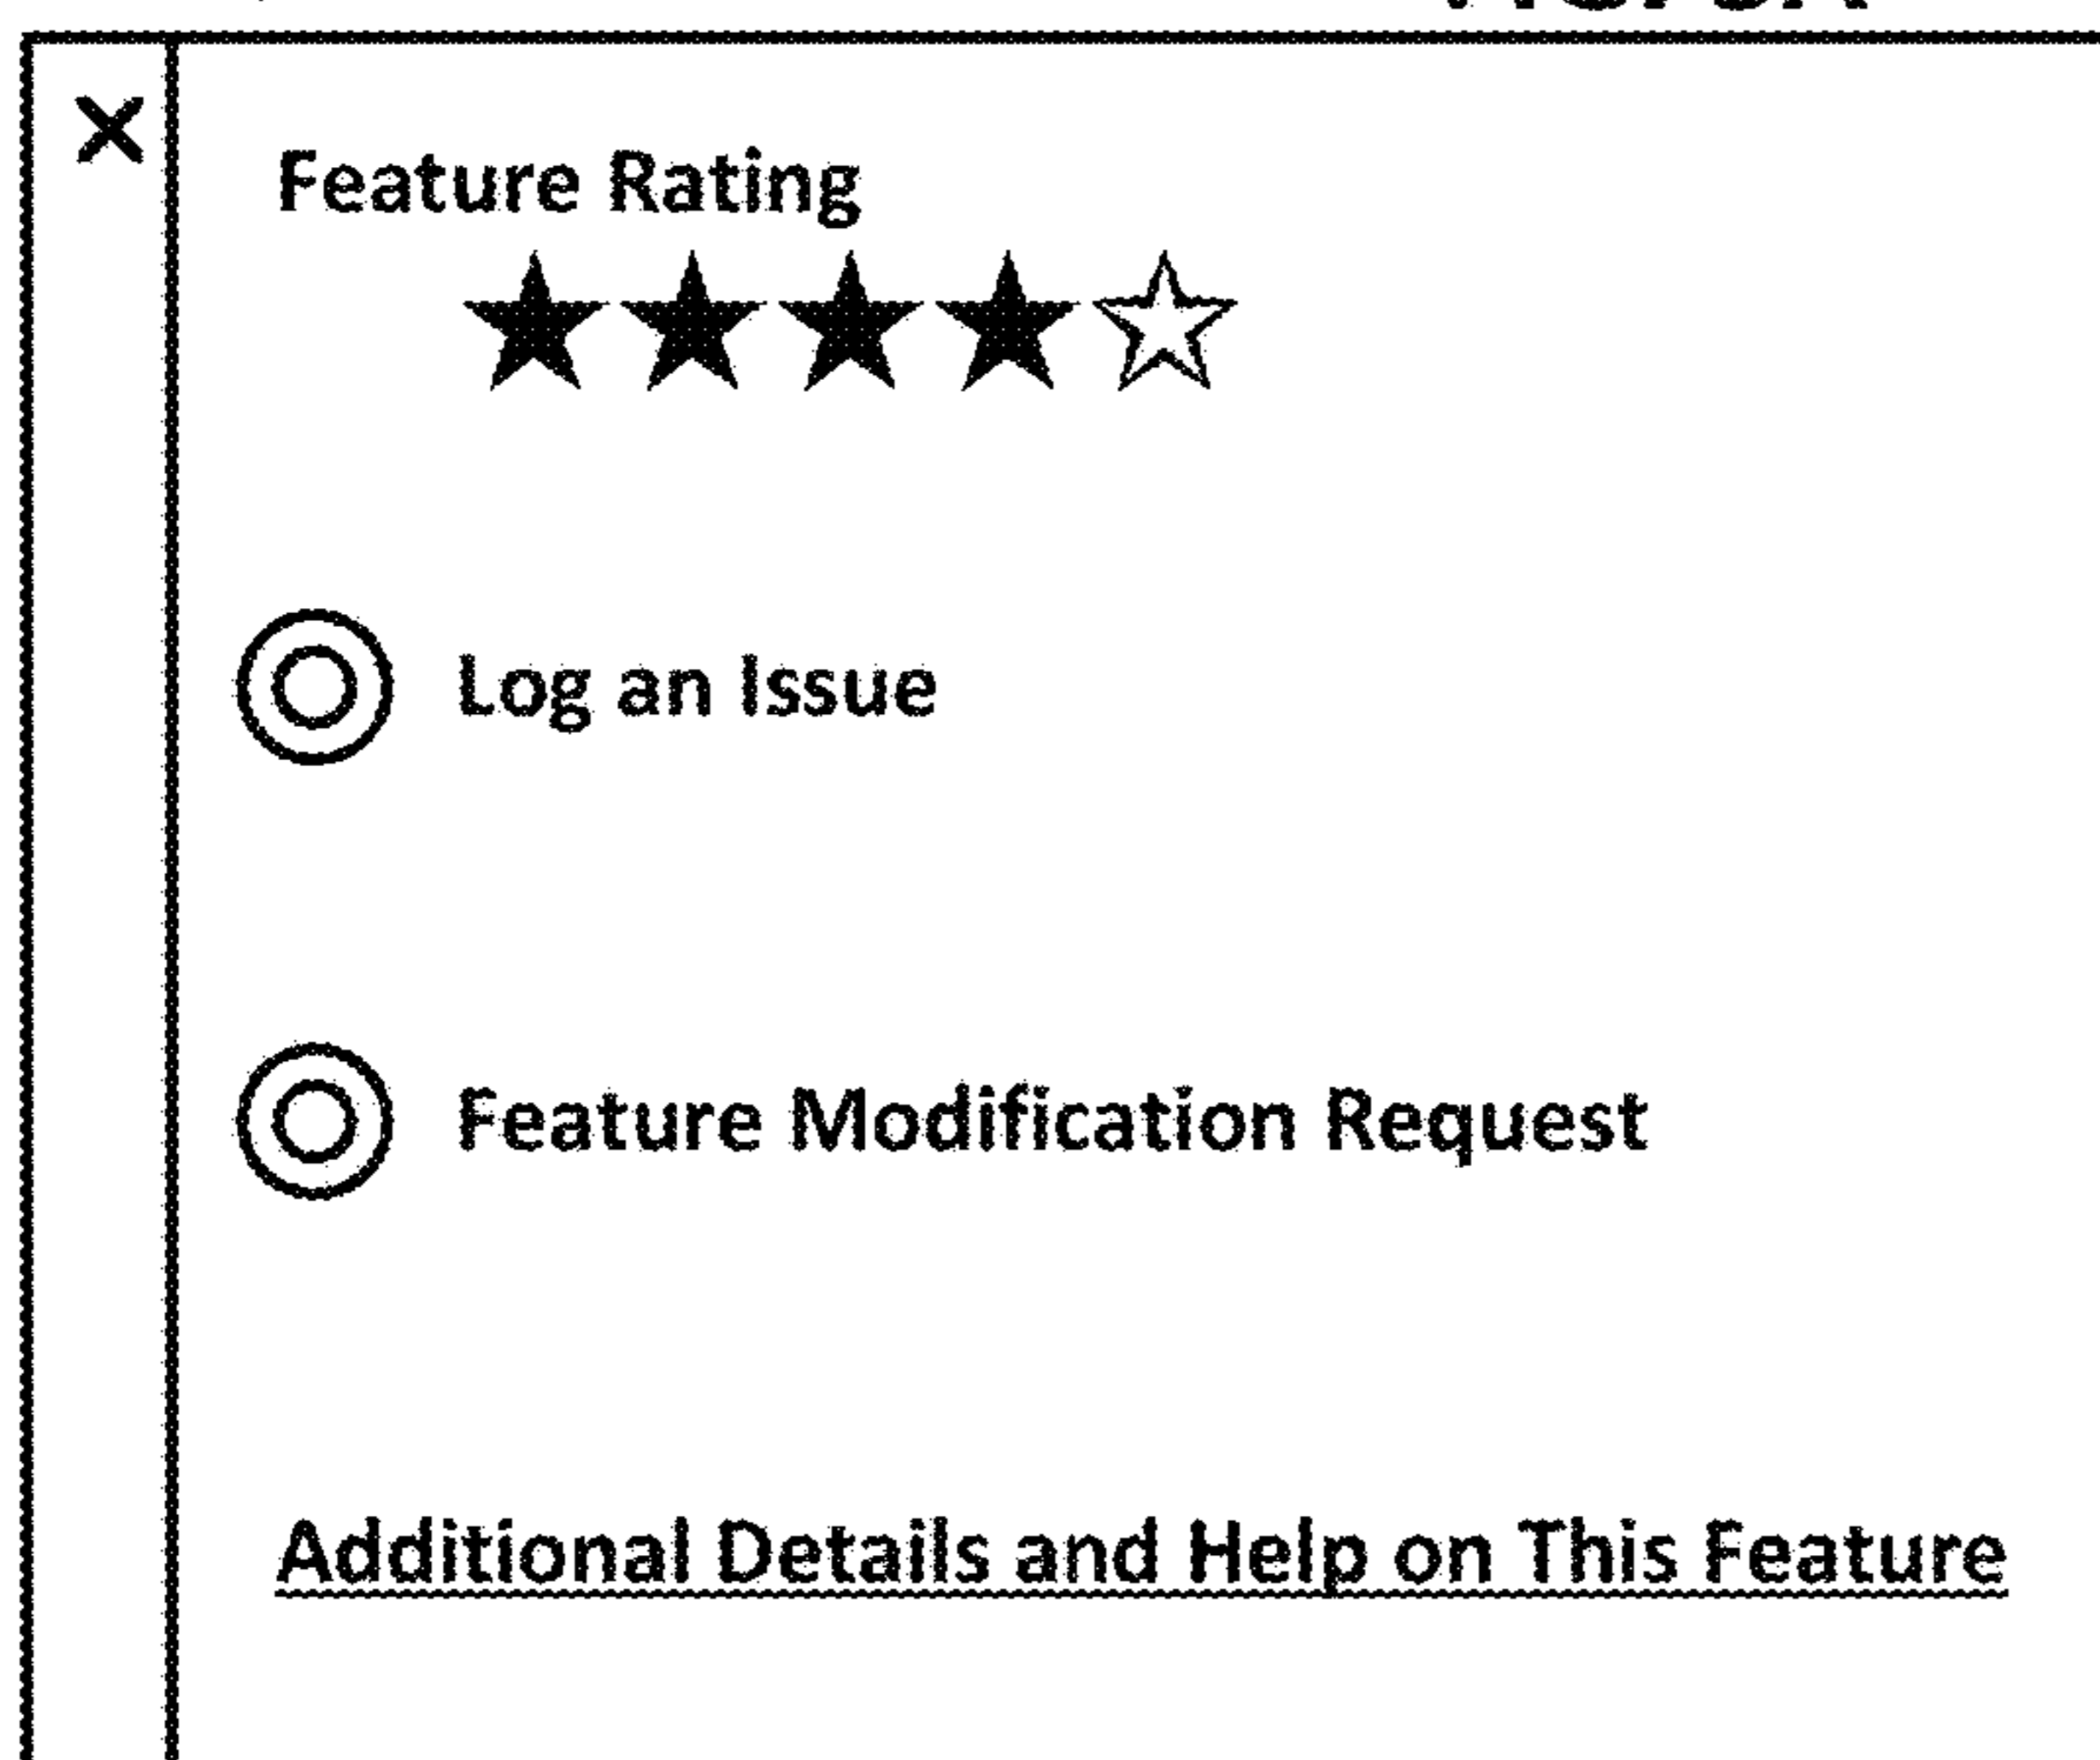 ×
Feature Rating
★★★★☆
Log an Issue
Feature Modification Request
Additional Details and Help on This Feature